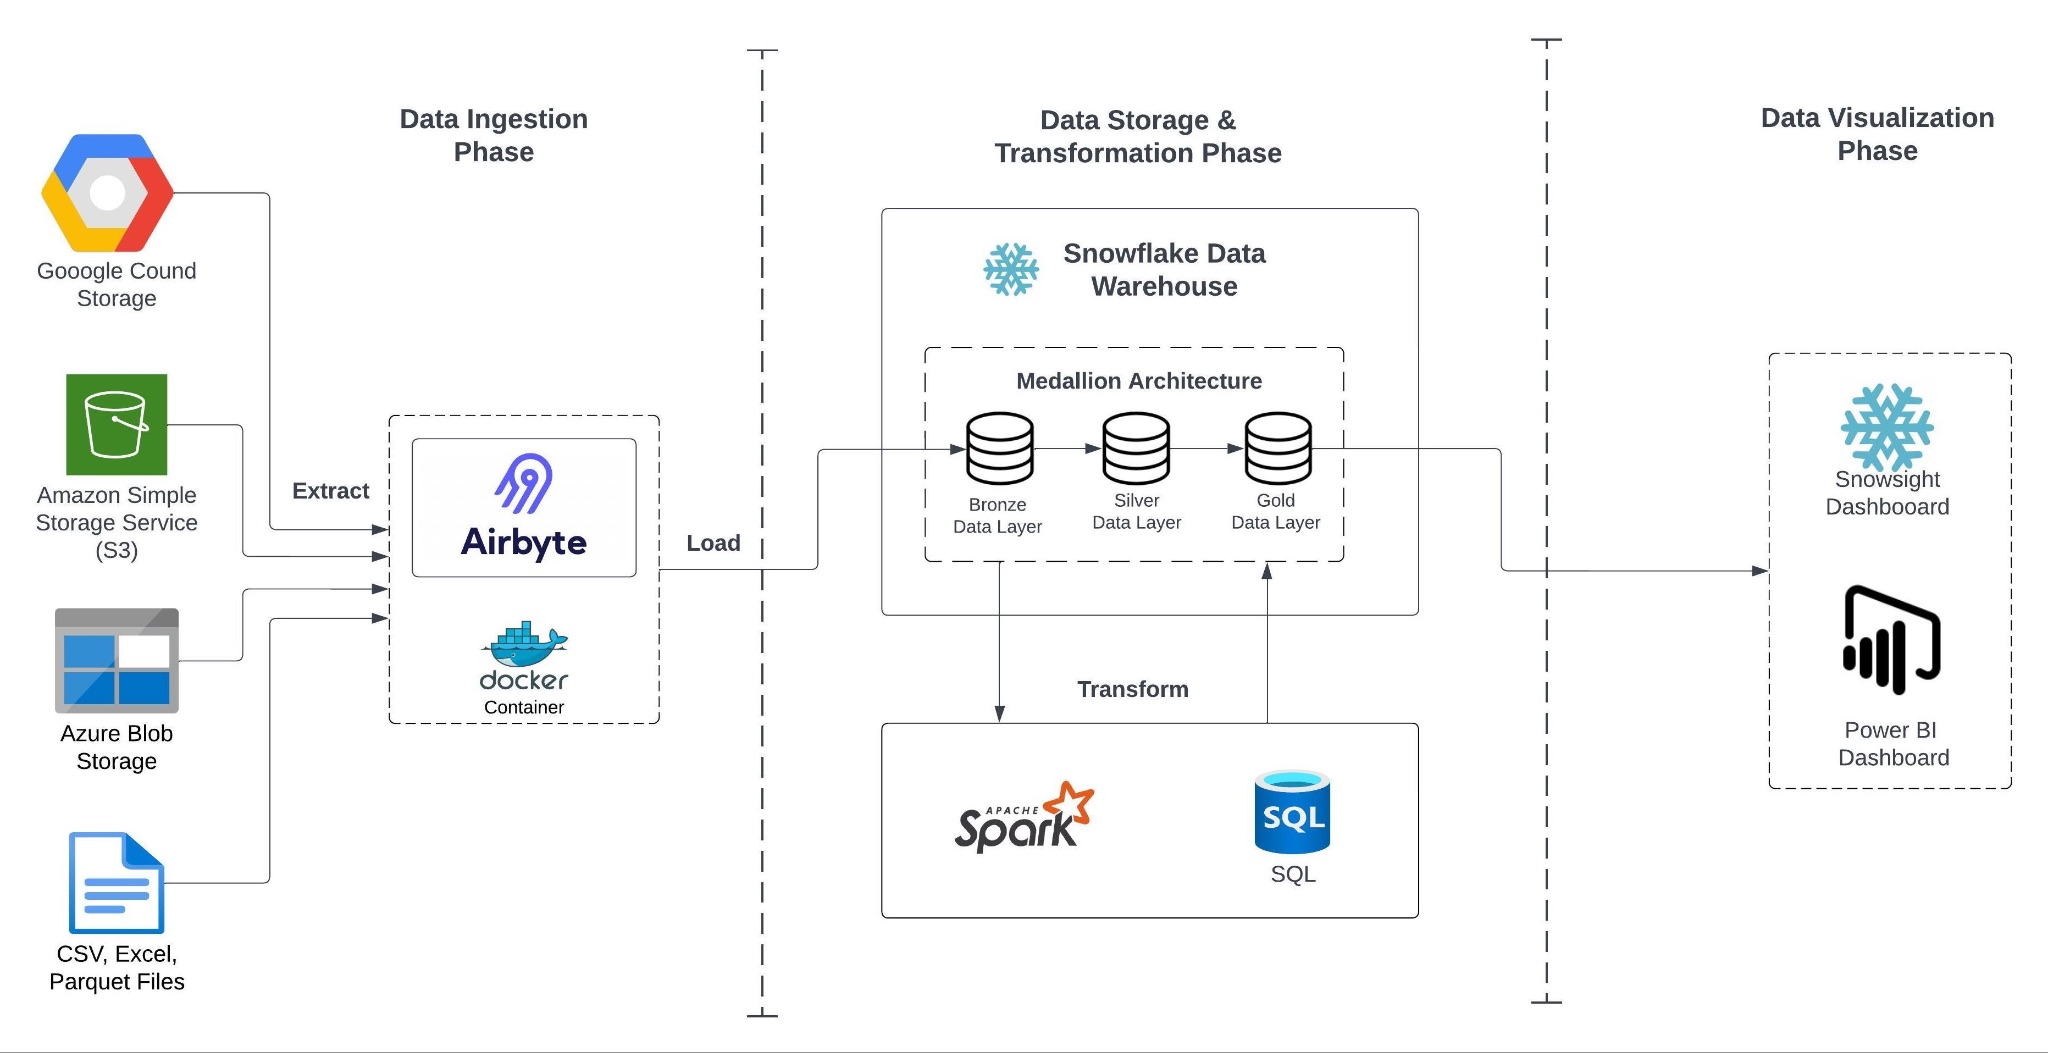 Data Ingestion
Phase
Data Storage &
Transformation Phase
Data Visualization
Phase
Gooogle Cound
Storage
Amazon Simple
Storage Service
(S3)
Azure Blob
Storage
CSV, Excel,
Parquet Files
Extract
Airbyte
docker
Container
Load
Snowflake Data
Warehouse
Medallion Architecture
Bronze
Data Layer
Silver
Data Layer
Gold
Data Layer
Transform
APACHE
Spark
SQL
SQL
Snowsight
Dashbooard
Power BI
Dashboard